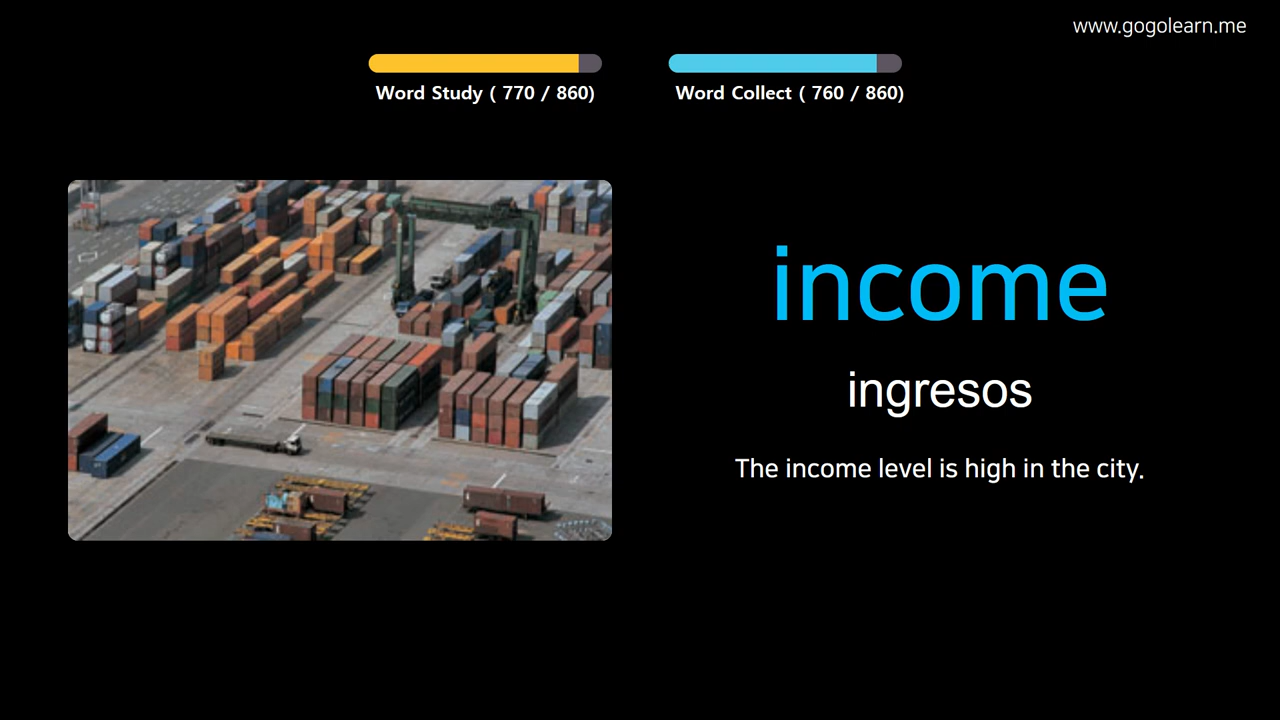 www.gogolearn.me
Word Study ( 770 / 860)
Word Collect ( 760 / 860)
income
ingresos
The income level is high in the city.